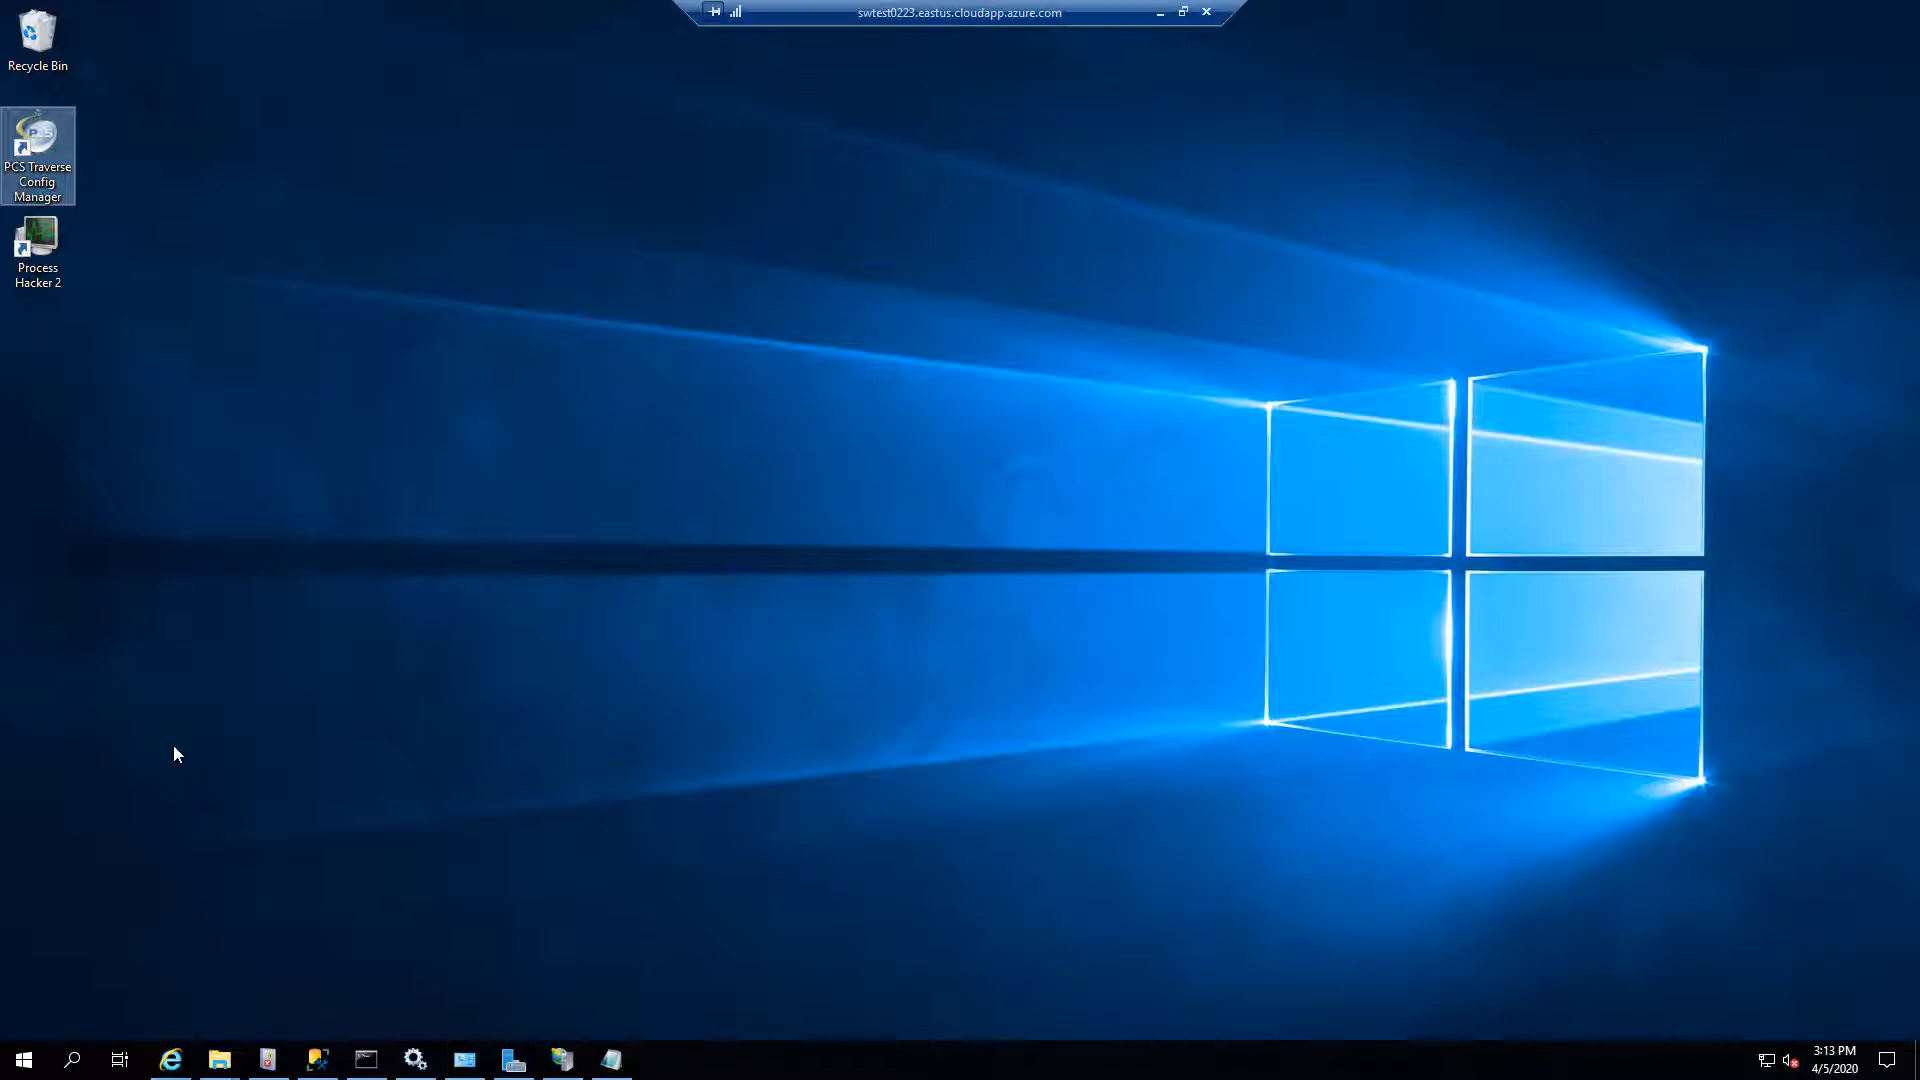 swtest0223.eastus.cloudapp.azure.com
Recycle Bin
PCS
PCS Traverse
Config
Manager
Process
Hacker 2
3:13 PM
4/5/2020